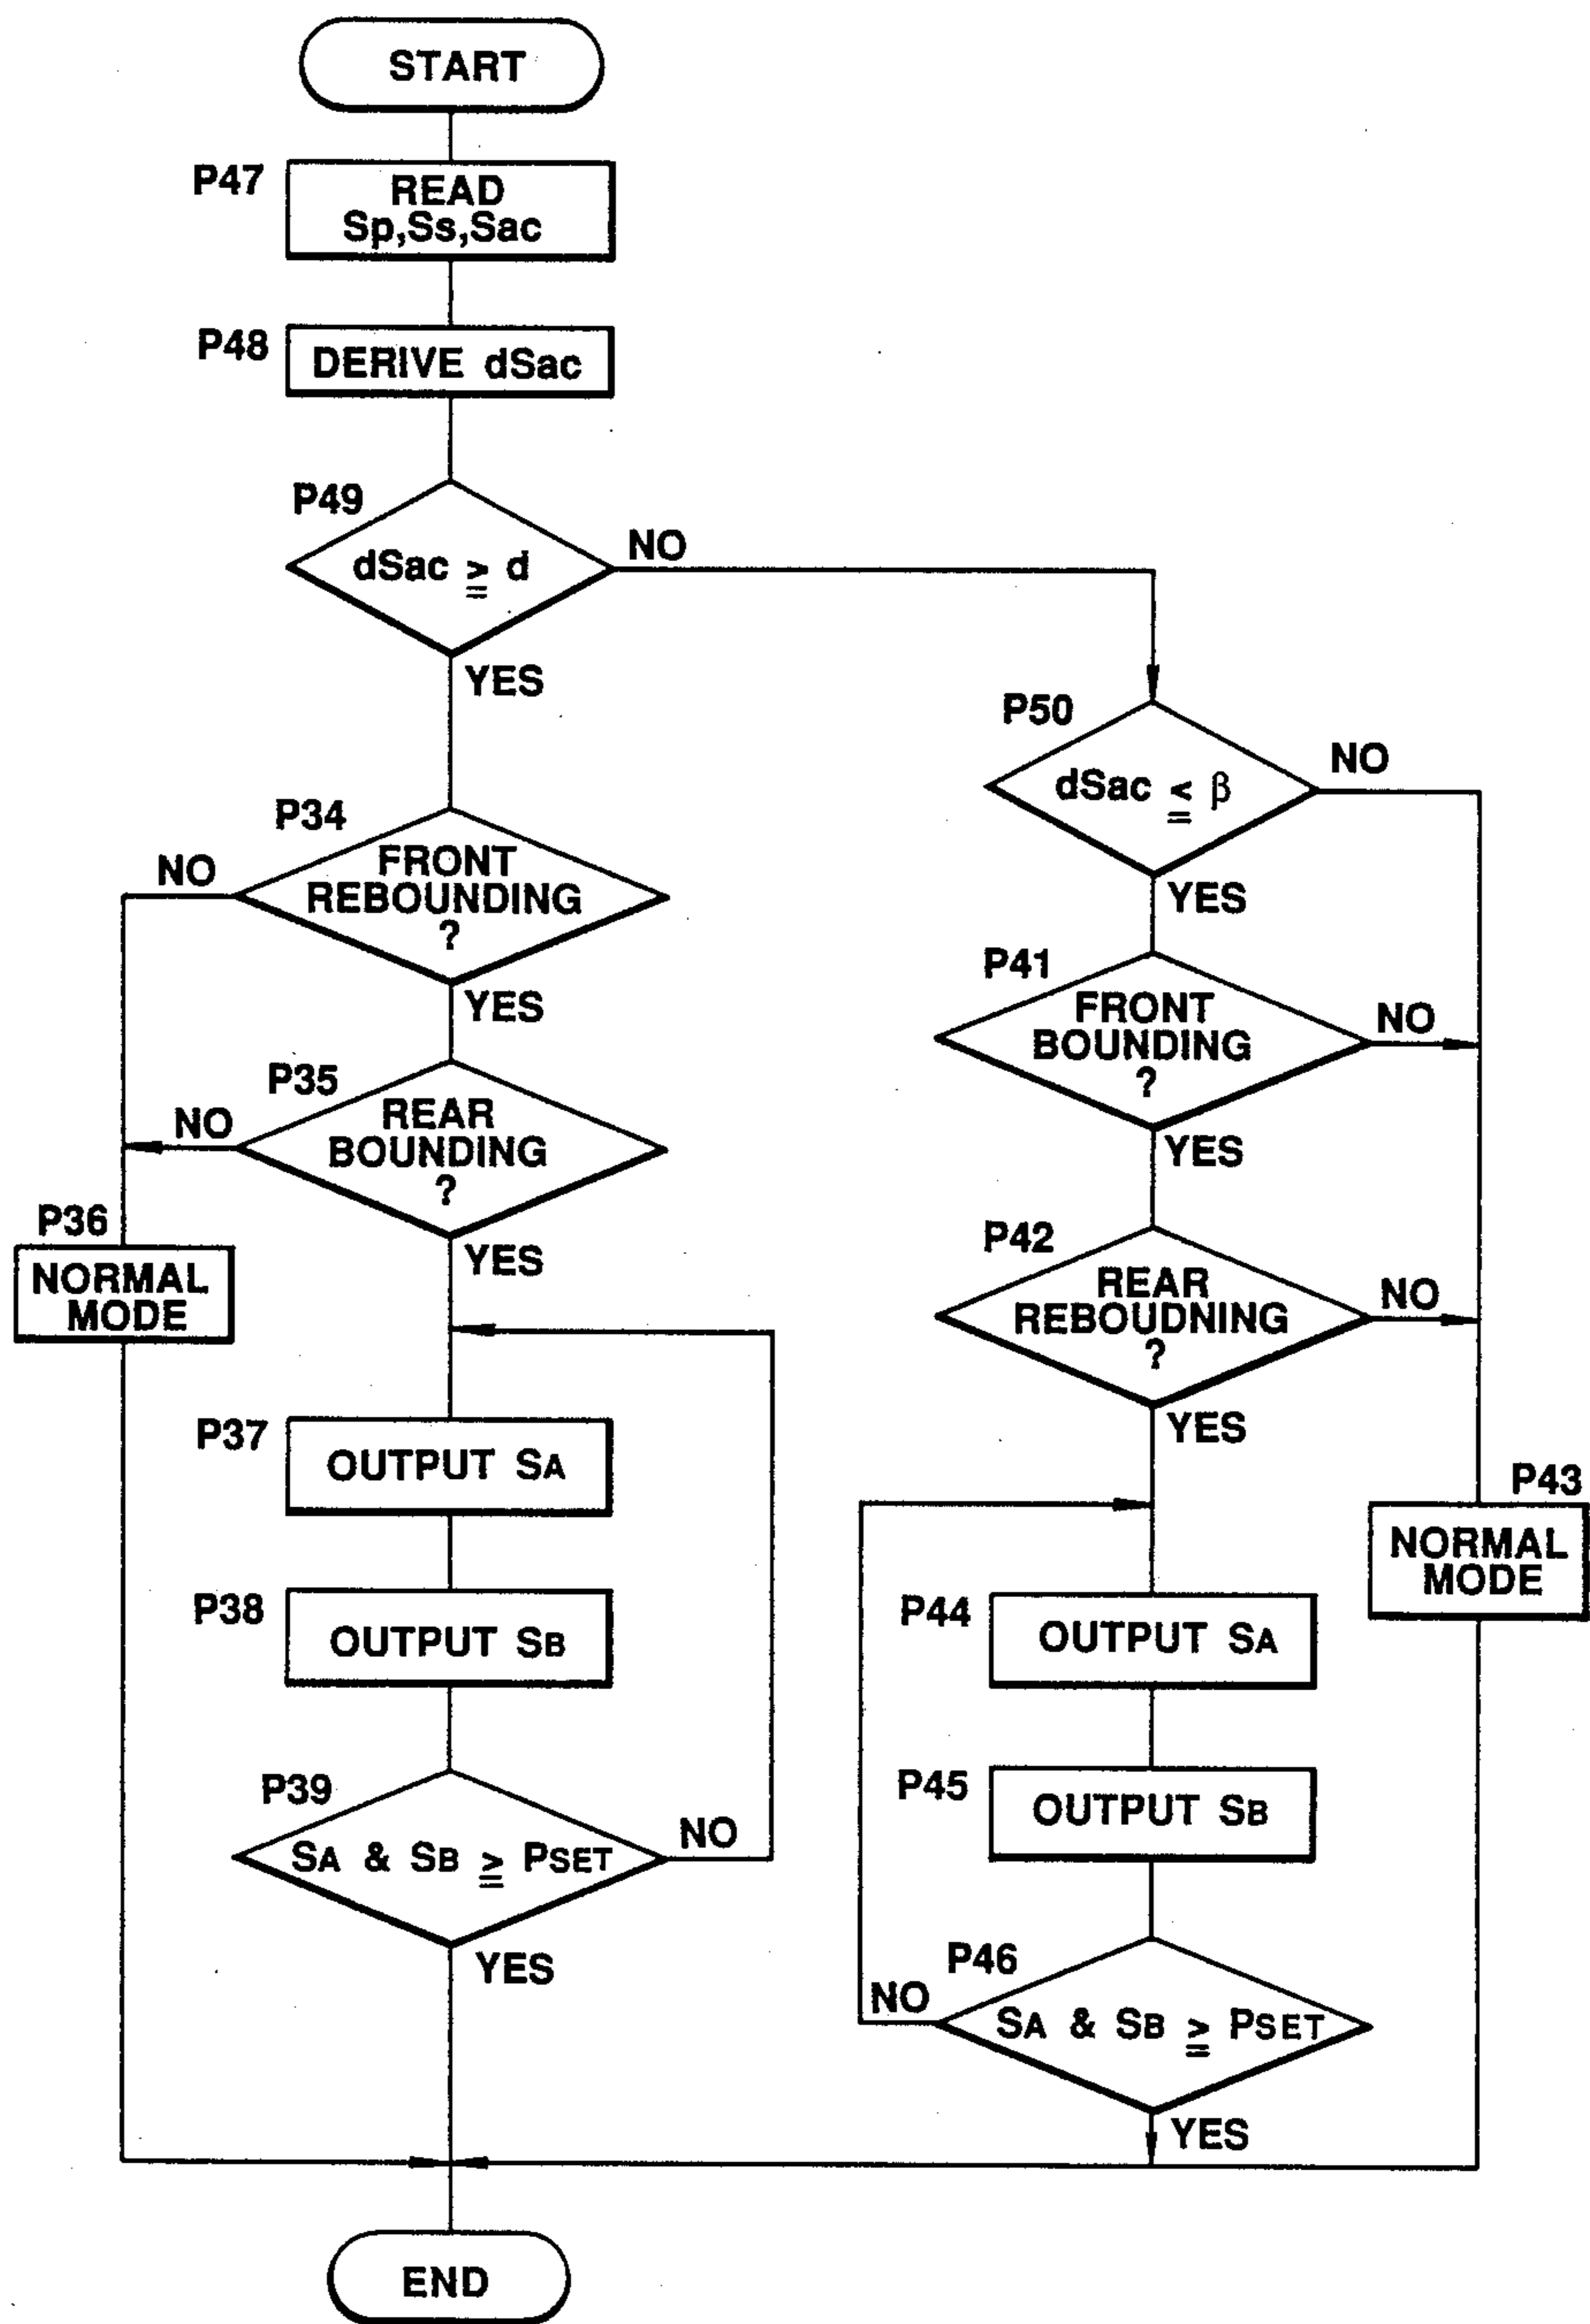 START
P47
READ
Sp,Ss,Sac
P48
DERIVE dSac
P49
dSac ≧ d
NO
YES
P50
dSac ≦ β
NO
YES
P34
FRONT
REBOUNDING
?
NO
YES
P41
FRONT
BOUNDING
?
NO
YES
P35
REAR
BOUNDING
?
NO
YES
P36
NORMAL
MODE
P42
REAR
REBOUDNING
?
NO
YES
P37
OUTPUT SA
P43
NORMAL
MODE
P38
OUTPUT SB
P44
OUTPUT SA
P39
SA & SB ≧ PSET
NO
YES
P45
OUTPUT SB
P46
SA & SB ≧ PSET
NO
YES
END